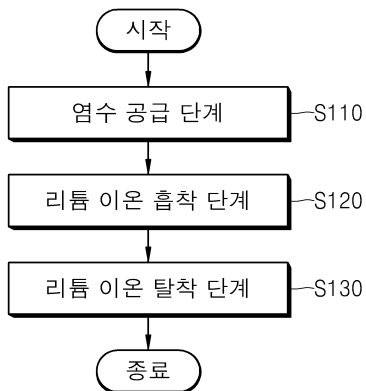 시작
염수 공급 단계
S110
리튬 이온 흡착 단계
S120
리튬 이온 탈착 단계
S130
종료